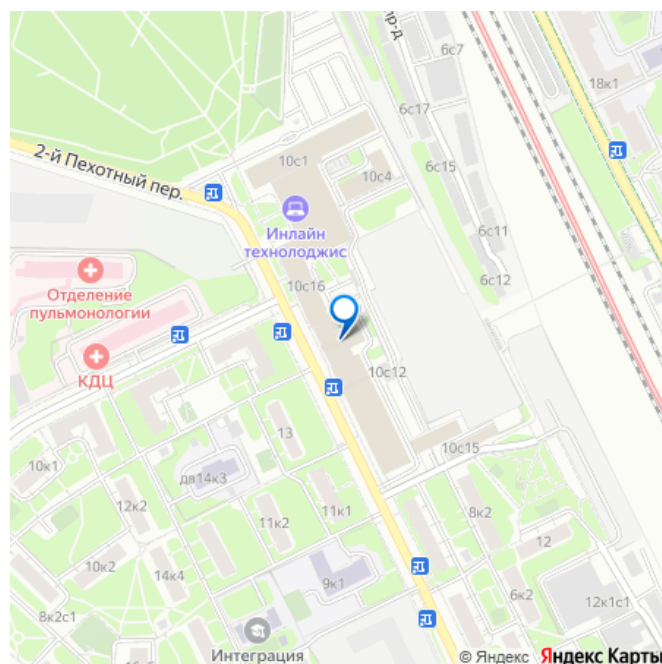 пр-д
6с7
18к1
6с17
2-й Пехотный пер.
10с1
10с4
6с15
Инлайн
технолоджис
6с11
6с12
Отделение
пульмонологии
10с16
КДЦ
10с12
13
10с15
10к1
дв14к3
12к2
11к2
11к1
8к2
12
10к2
14к4
9к1
6к2
12к1с1
8к2с1
Интеграция
© Яндекс Яндекс Карты